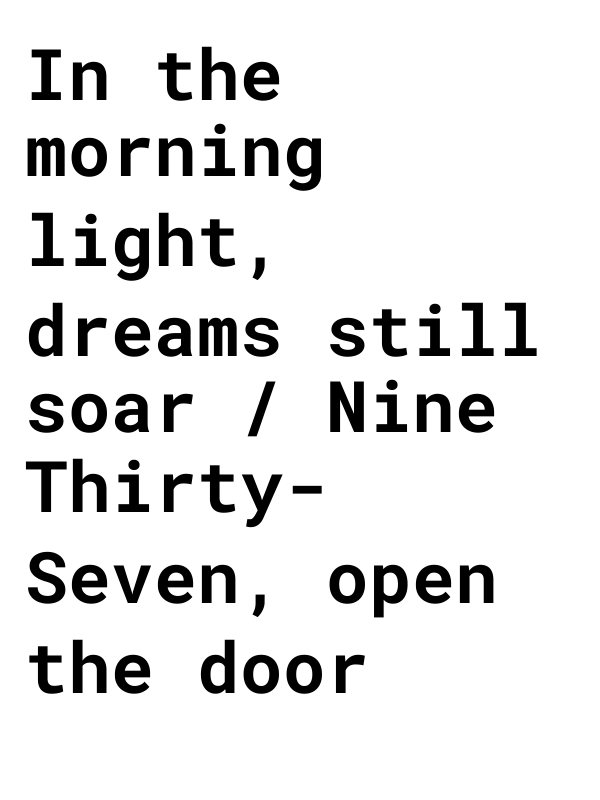 In the
morning
light,
dreams still
soar / Nine
Thirty-
Seven, open
the door